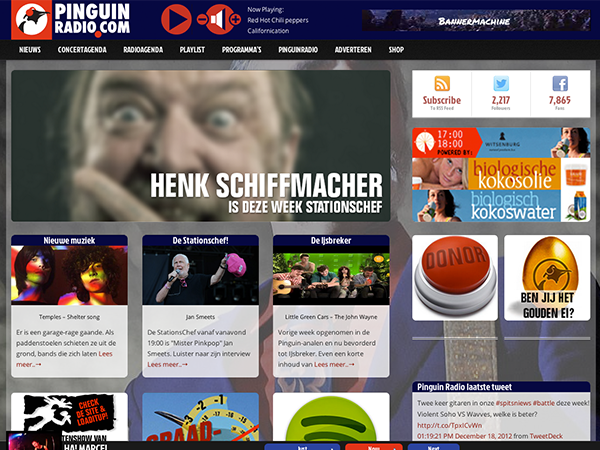 PINGUIN
RADIO.COM
Now Playing:
Red Hot Chili peppers
Californication
BANNERMACHINE
NIEUWS
CONCERTAGENDA
RADIOAGENDA
PLAYLIST
PROGRAMMA'S
PINGUINRADIO
ADVERTEREN
SHOP
HENK SCHIFFMACHER
IS DEZE WEEK STATIONSCHEF
Subscribe
To RSS Feed
2,217
Followers
7,865
Fans
17:00
18:00
POWERED BY:
WITSENBURG
biologische
kokosolie
biologisch
kokoswater
Nieuwe muziek
Temples – Shelter song
Er is een garage-rage gaande. Als
paddenstoelen schieten ze uit de
grond, bands die zich laten Lees
meer..→
De Stationschef!
Jan Smeets
De StationsChef vanaf vanavond
19:00 is "Mister Pinkpop" Jan
Smeets. Luister naar zijn interview
Lees meer..→
De IJsbreker
Little Green Cars – The John Wayne
Vorige week opgenomen in de
Pinguin-analen en nu bevorderd
tot IJsbreker. Even een korte
inhoud van Lees meer..→
DONOR
BEN JIJ HET
GOUDEN EI?
CHECK
DE SITE &
LAADITUP!
TENSHOW VAN
HA! MARCEL
GRAAD
Pinguin Radio laatste tweet
Twee keer gitaren in onze #spitsniews #battle deze week!
Violent Soho VS Wavves, welke is beter?
http://t.co/TpxICvWn
01:19:21 PM December 18, 2012 from TweetDeck
Just
Now
Next